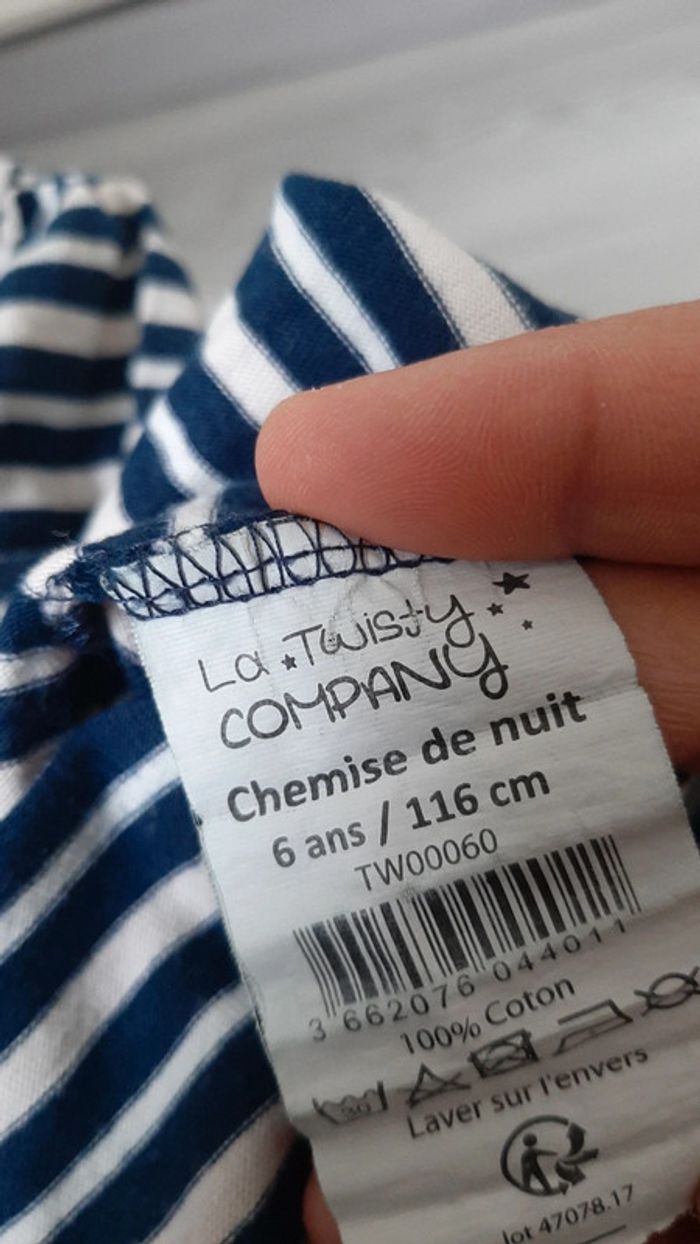 La Twisty
COMPANY
Chemise de nuit
6 ans / 116 cm
TW00060
3 662076 044011
100% Coton
30
Laver sur l'envers
lot 47078.17